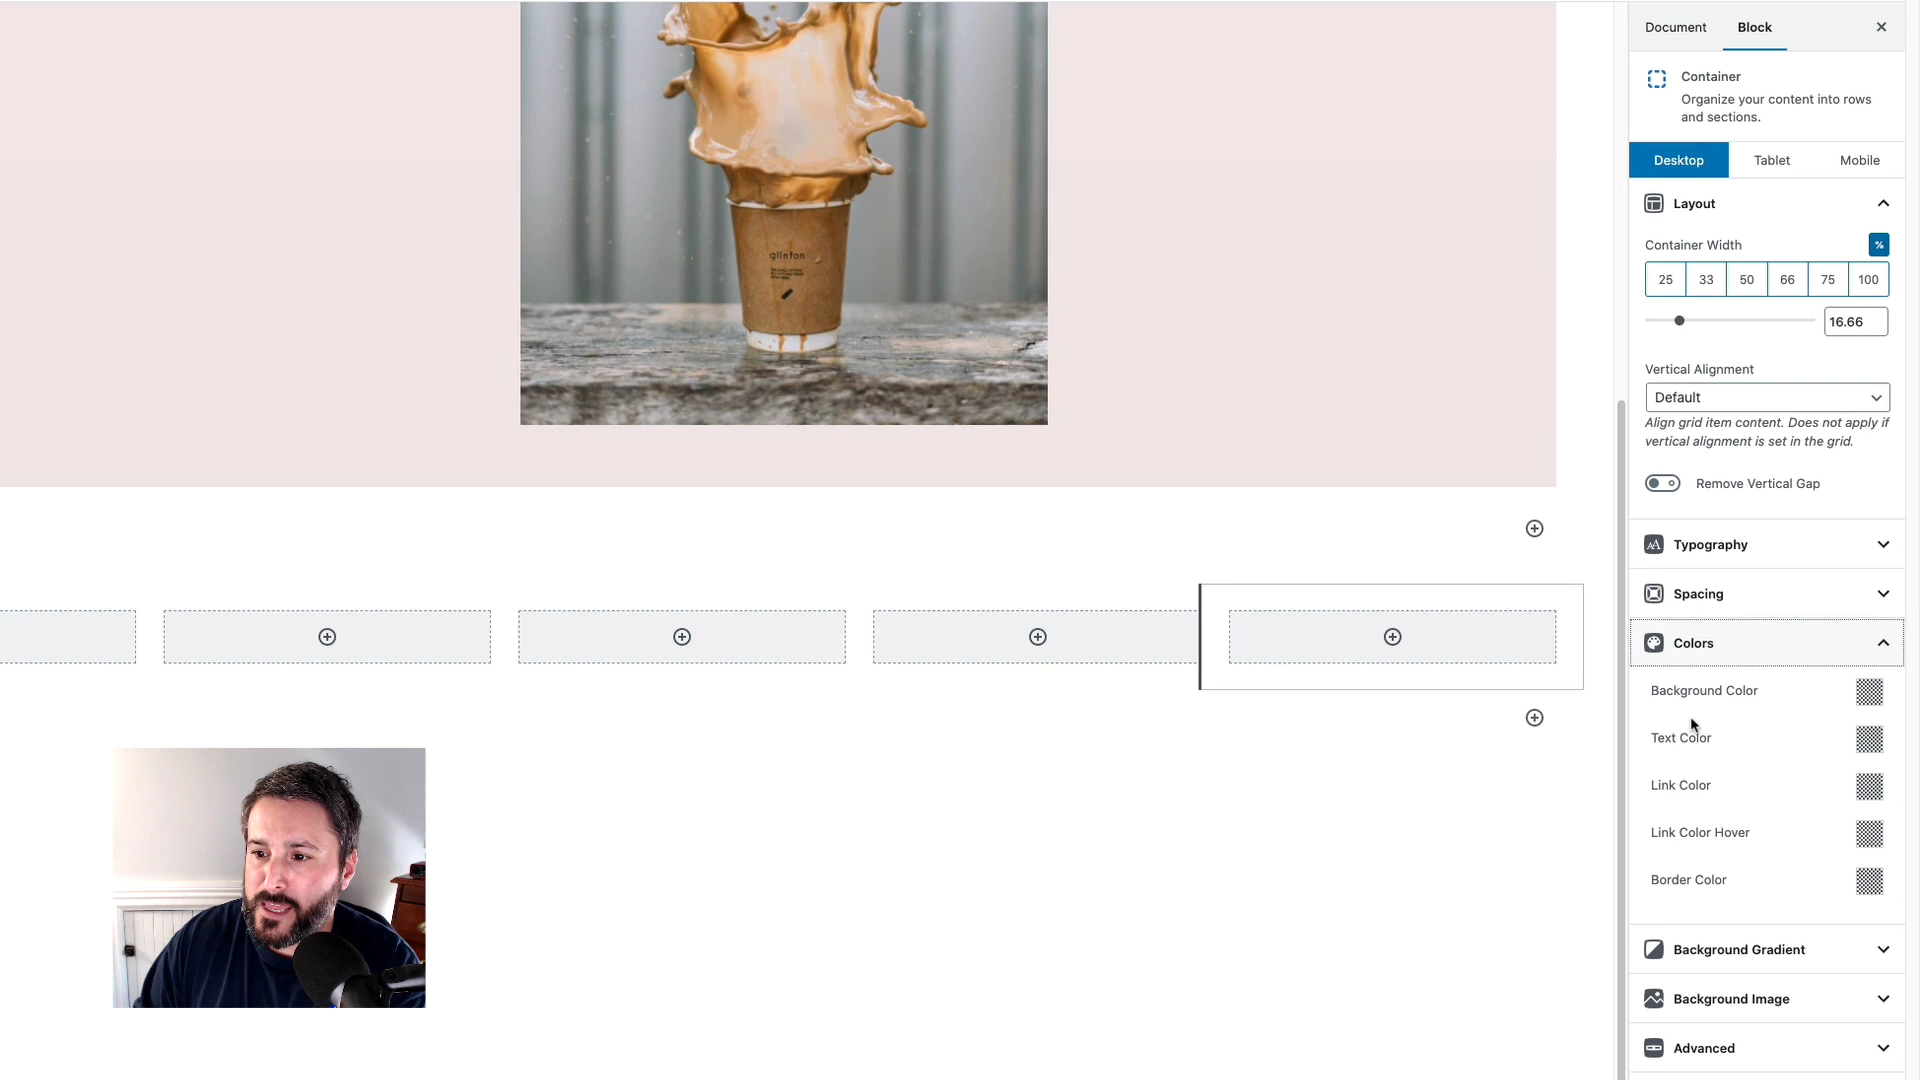 Document
Block
Container
Organize your content into rows
and sections.
Desktop
Tablet
Mobile
Layout
Container Width
%
25
33
50
66
75
100
16.66
Vertical Alignment
Default
Align grid item content. Does not apply if
vertical alignment is set in the grid.
Remove Vertical Gap
Typography
Spacing
Colors
Background Color
Text Color
Link Color
Link Color Hover
Border Color
Background Gradient
Background Image
Advanced
glinton